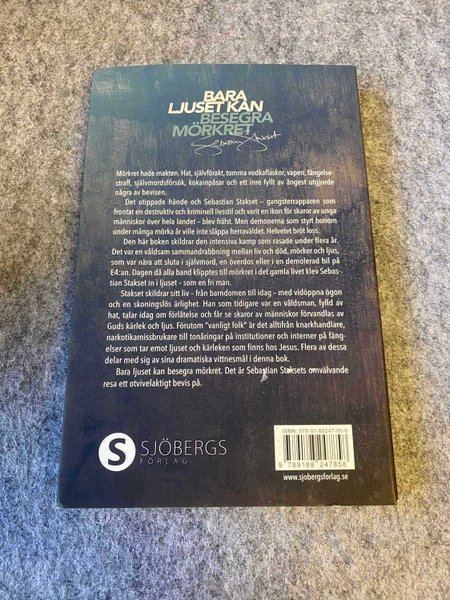 BARA
LJUSET KAN
BESEGRA
MÖRKRET
Sebastian Stakset
Mörkret hade makten. Hat, självförakt, tomma vodkaflaskor, vapen, fängelse-
straff, självmordsförsök, kokainpåsar och ett inre fyllt av ångest utgjorde
några av bevisen.
Det otippade hände och Sebastian Stakset – gangsterrapparen som
frontat en destruktiv och kriminell livsstil och varit en ikon för skaror av unga
människor över hela landet – blev frälst. Men demonerna som styrt honom
under många mörka år ville inte släppa herraväldet. Helvetet bröt loss.
Den här boken skildrar den intensiva kamp som rasade under flera år.
Det var en våldsam sammandrabbning mellan liv och död, mörker och ljus,
som var nära att sluta i självmord, en överdos eller i en demolerad bil på
E4:an. Dagen då alla band klipptes till mörkret i det gamla livet klev Sebas-
tian Stakset in i ljuset – som en fri man.
Stakset skildrar sitt liv – från barndomen till idag – med vidöppna ögon
och en skoningslös ärlighet. Han som tidigare var en våldsman, fylld av
hat, talar idag om förlåtelse och får se skaror av människor förvandlas av
Guds kärlek och ljus. Förutom "vanligt folk" är det alltifrån knarkhandlare,
narkotikamissbrukare till tonåringar på institutioner och interner på fäng-
elser som tar emot ljuset och kärleken som finns hos Jesus. Flera av dessa
delar med sig av sina dramatiska vittnesmål i denna bok.
Bara ljuset kan besegra mörkret. Det är Sebastian Staksets omvälvande
resa ett otvivelaktigt bevis på.
S
SJÖBERGS
FÖRLAG
ISBN: 978-91-88247-85-8
9 789188 247858
www.sjobergsforlag.se